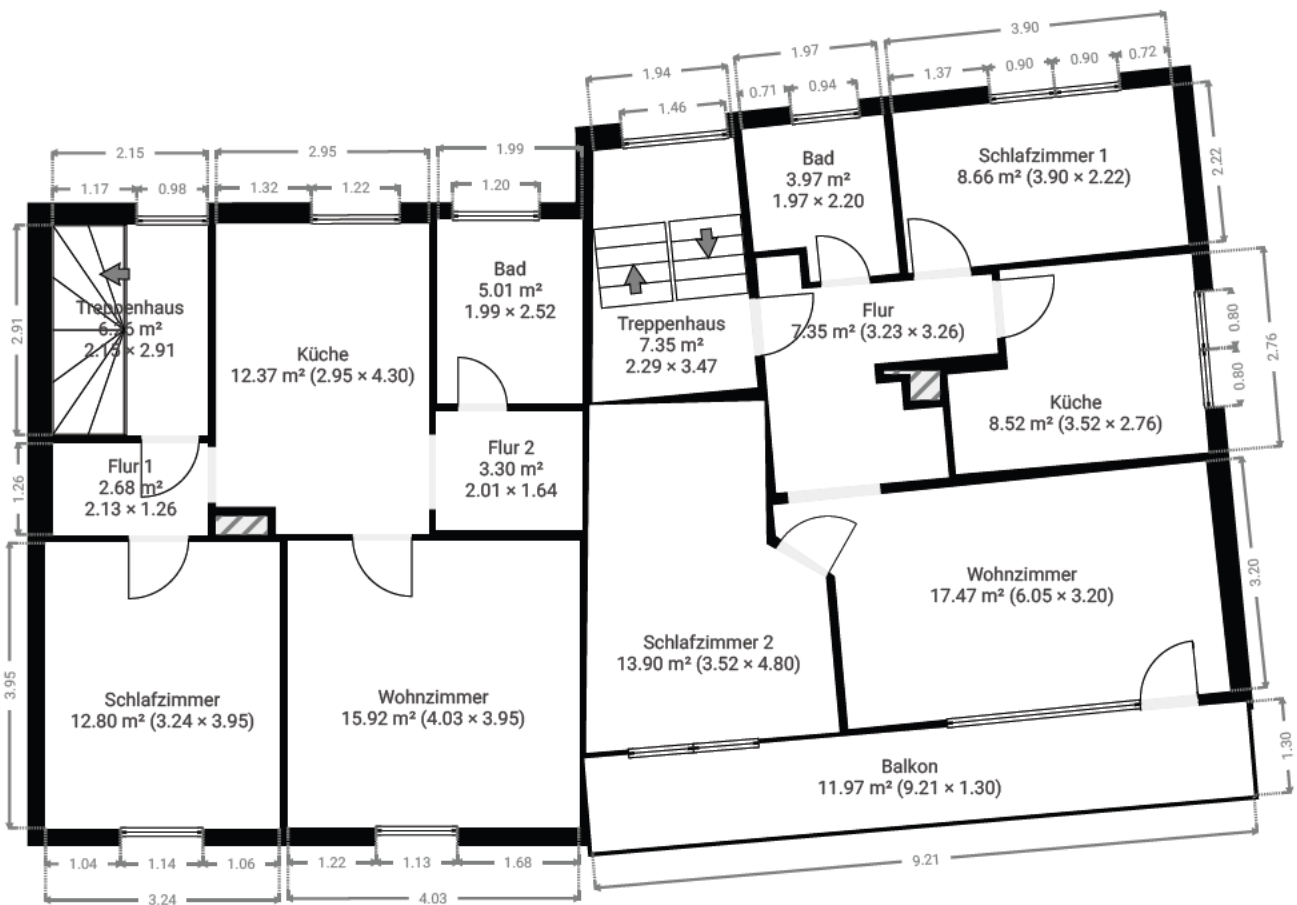 3.90
1.97
1.94
0.90
0.90
0.72
1.37
0.71
0.94
1.46
2.15
2.95
1.99
1.17
0.98
1.32
1.22
1.20
Bad
3.97 m²
1.97 × 2.20
Schlafzimmer 1
8.66 m² (3.90 × 2.22)
2.22
Bad
5.01 m²
1.99 × 2.52
Treppenhaus
2.15 × 2.91
2.91
Küche
12.37 m² (2.95 × 4.30)
Treppenhaus
7.35 m²
2.29 × 3.47
Flur
7.35 m² (3.23 × 3.26)
0.80
0.80
2.76
Küche
8.52 m² (3.52 × 2.76)
Flur 1
2.68 m²
2.13 × 1.26
1.26
Flur 2
3.30 m²
2.01 × 1.64
Wohnzimmer
17.47 m² (6.05 × 3.20)
3.20
Schlafzimmer 2
13.90 m² (3.52 × 4.80)
3.95
Schlafzimmer
12.80 m² (3.24 × 3.95)
Wohnzimmer
15.92 m² (4.03 × 3.95)
Balkon
11.97 m² (9.21 × 1.30)
1.30
9.21
1.04
1.14
1.06
1.22
1.13
1.68
3.24
4.03